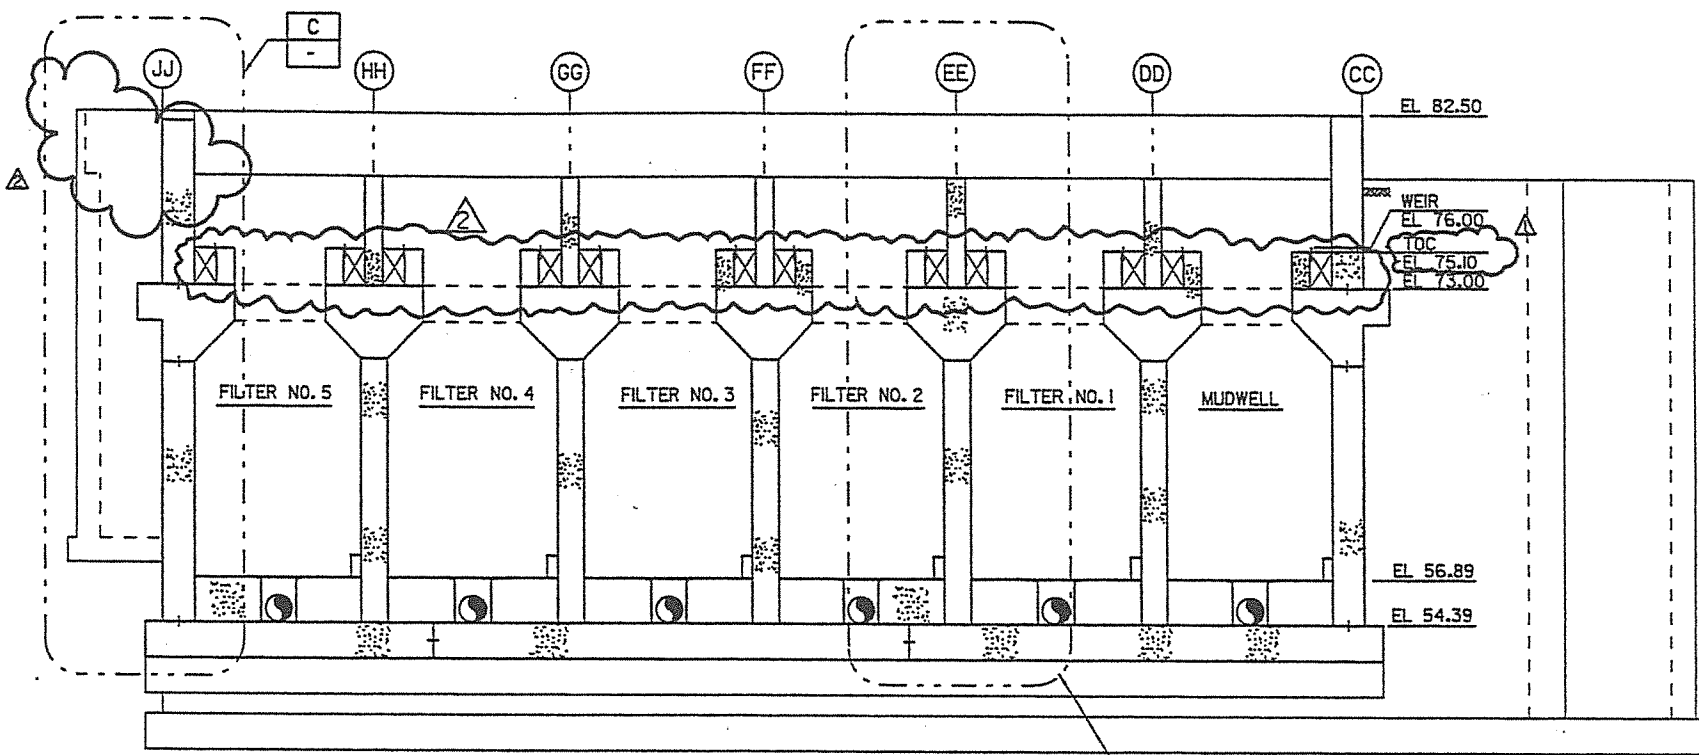 C
-
JJ
HH
GG
FF
EE
DD
CC
EL 82.50
2
2
WEIR
EL 76.00
1
TOC
EL 75.10
EL 73.00
FILTER NO. 5
FILTER NO. 4
FILTER NO. 3
FILTER NO. 2
FILTER NO. 1
MUDWELL
EL 56.89
EL 54.39